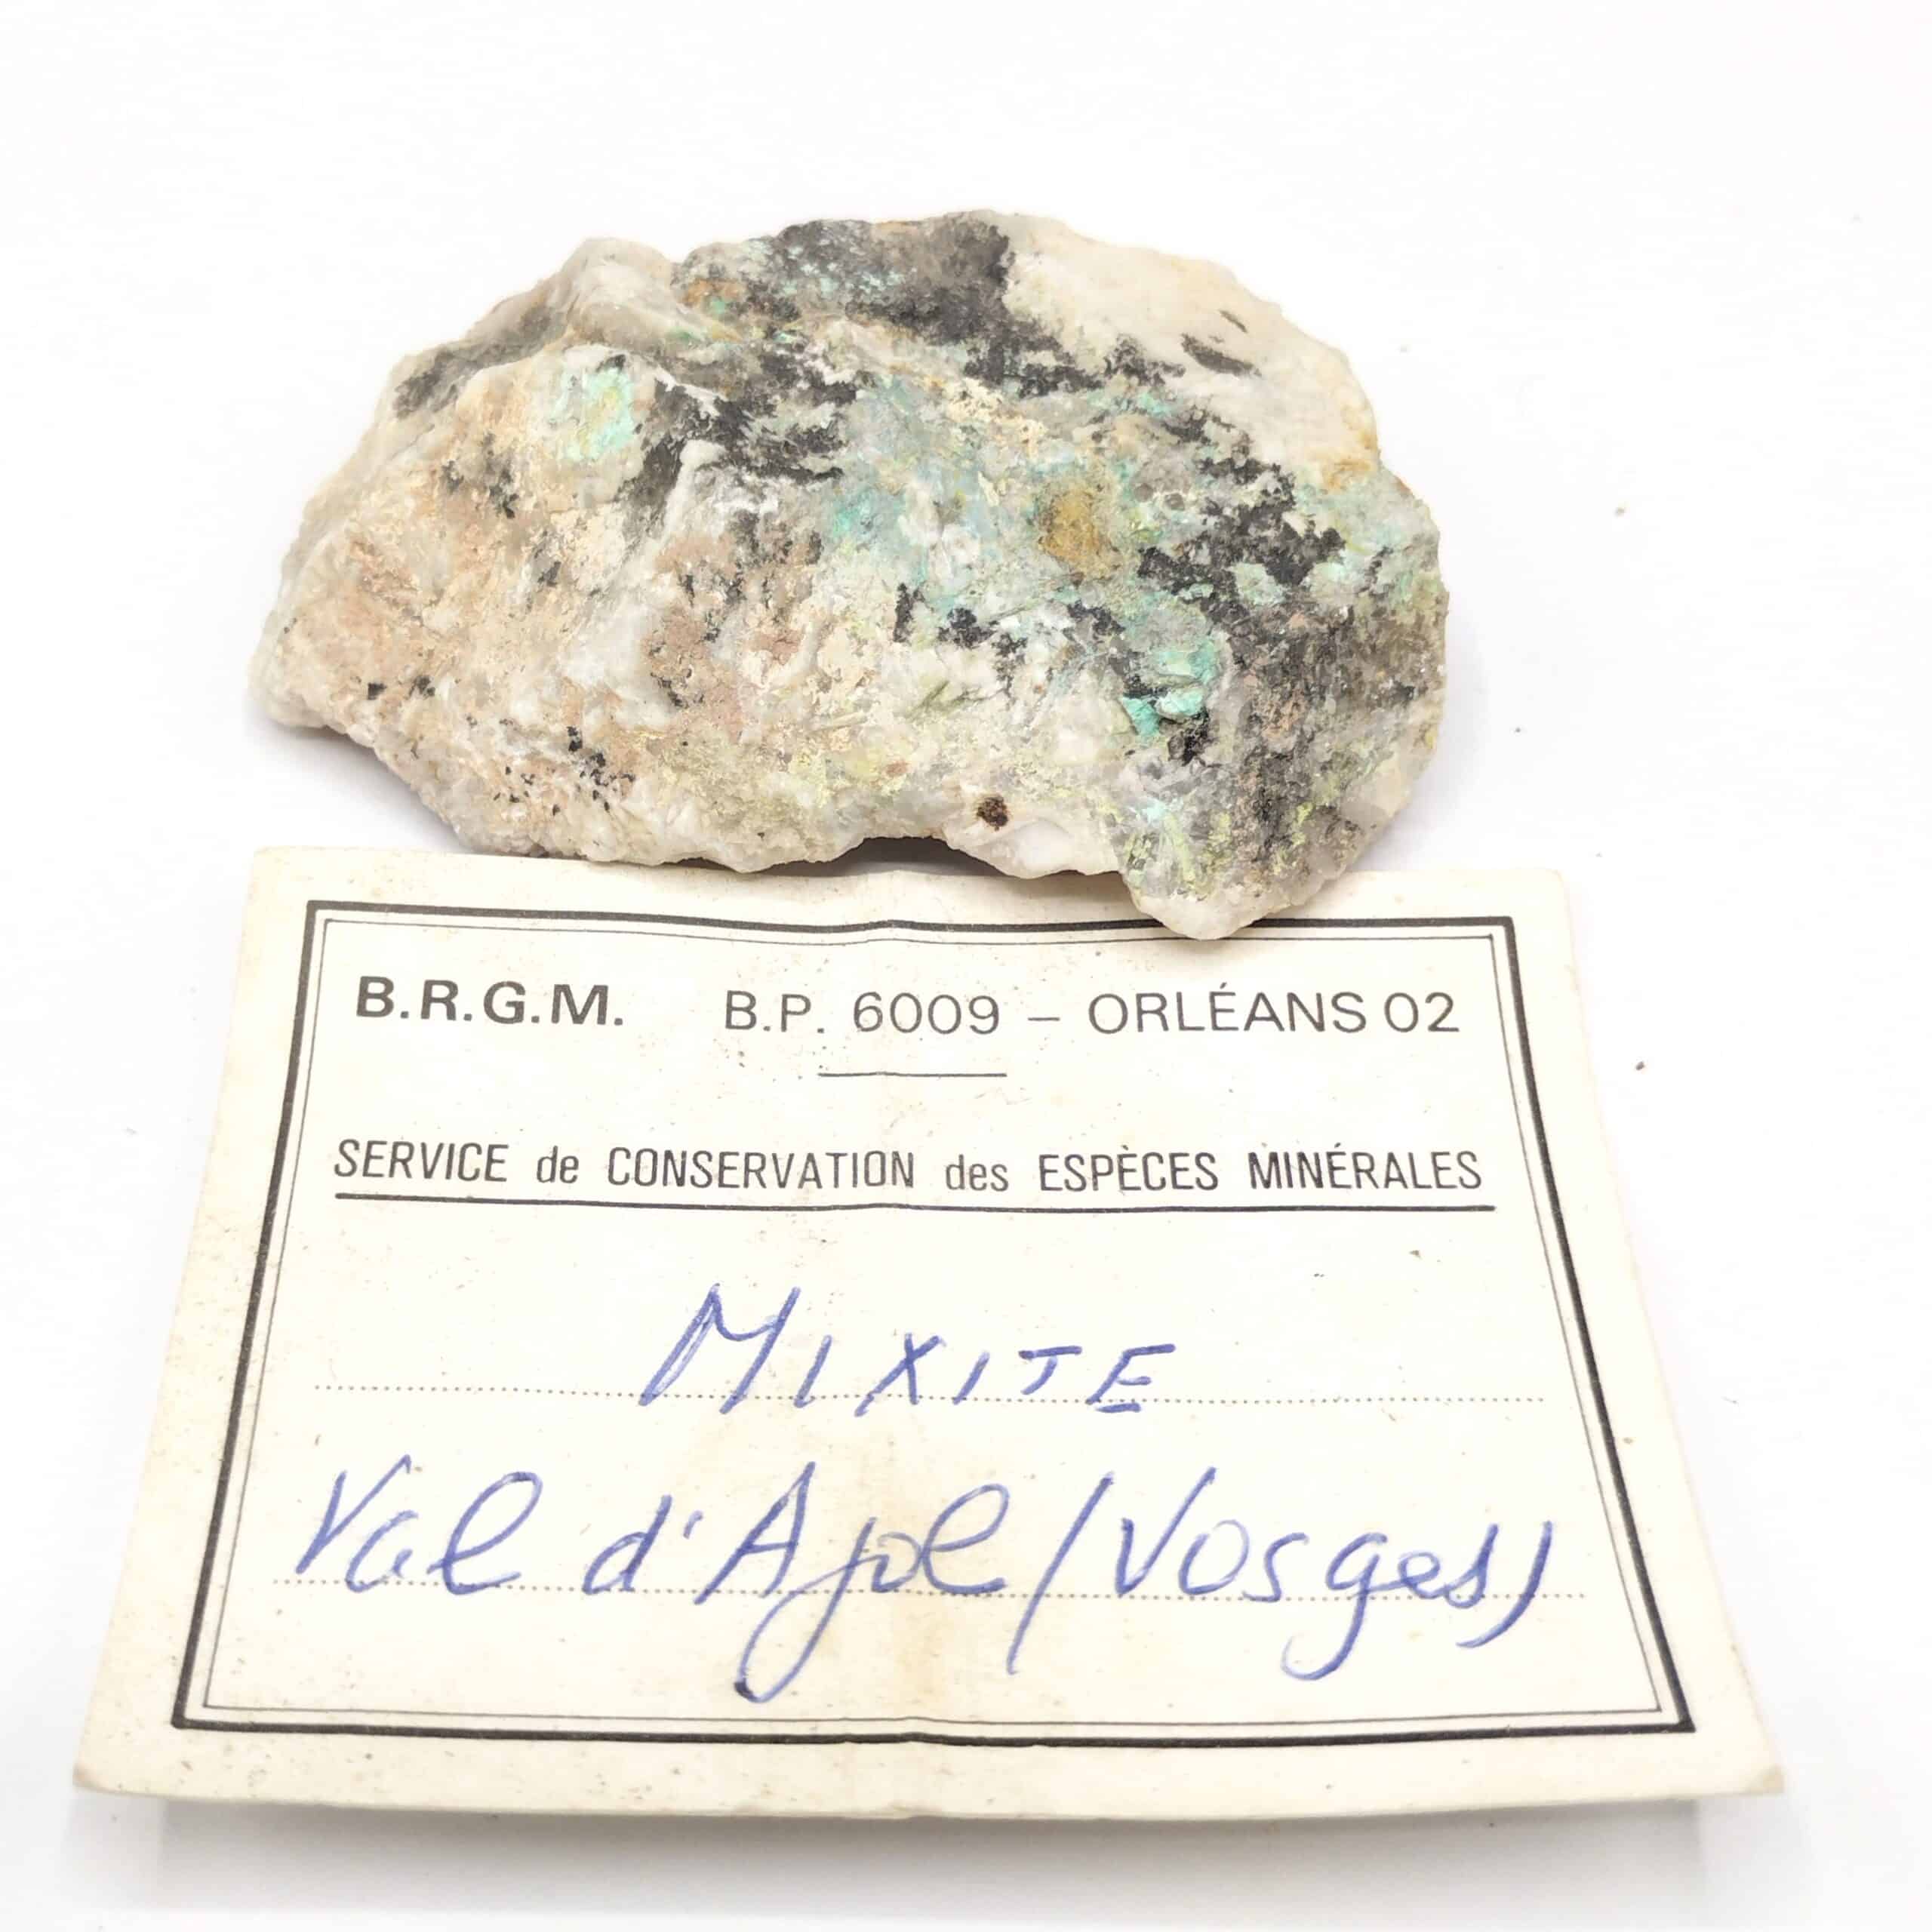 B.R.G.M. B.P. 6009 – ORLÉANS 02
SERVICE de CONSERVATION des ESPÈCES MINÉRALES
MIXITE
Val d'Ajol (Vosges)